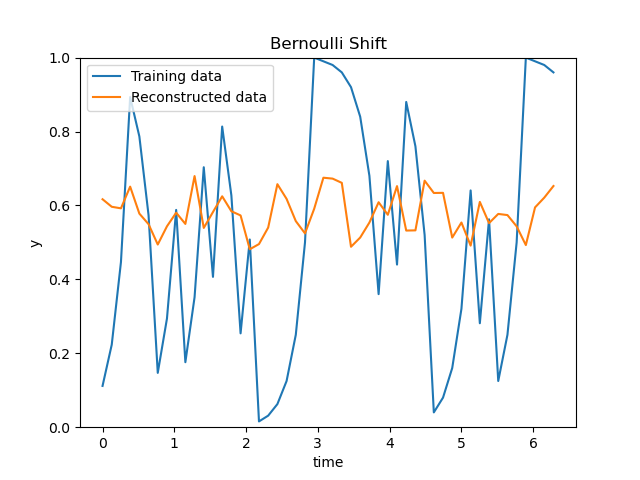 Bernoulli Shift
Training data
Reconstructed data
1.0
0.8
0.6
0.4
0.2
0.0
y
0 1 2 3 4 5 6
time